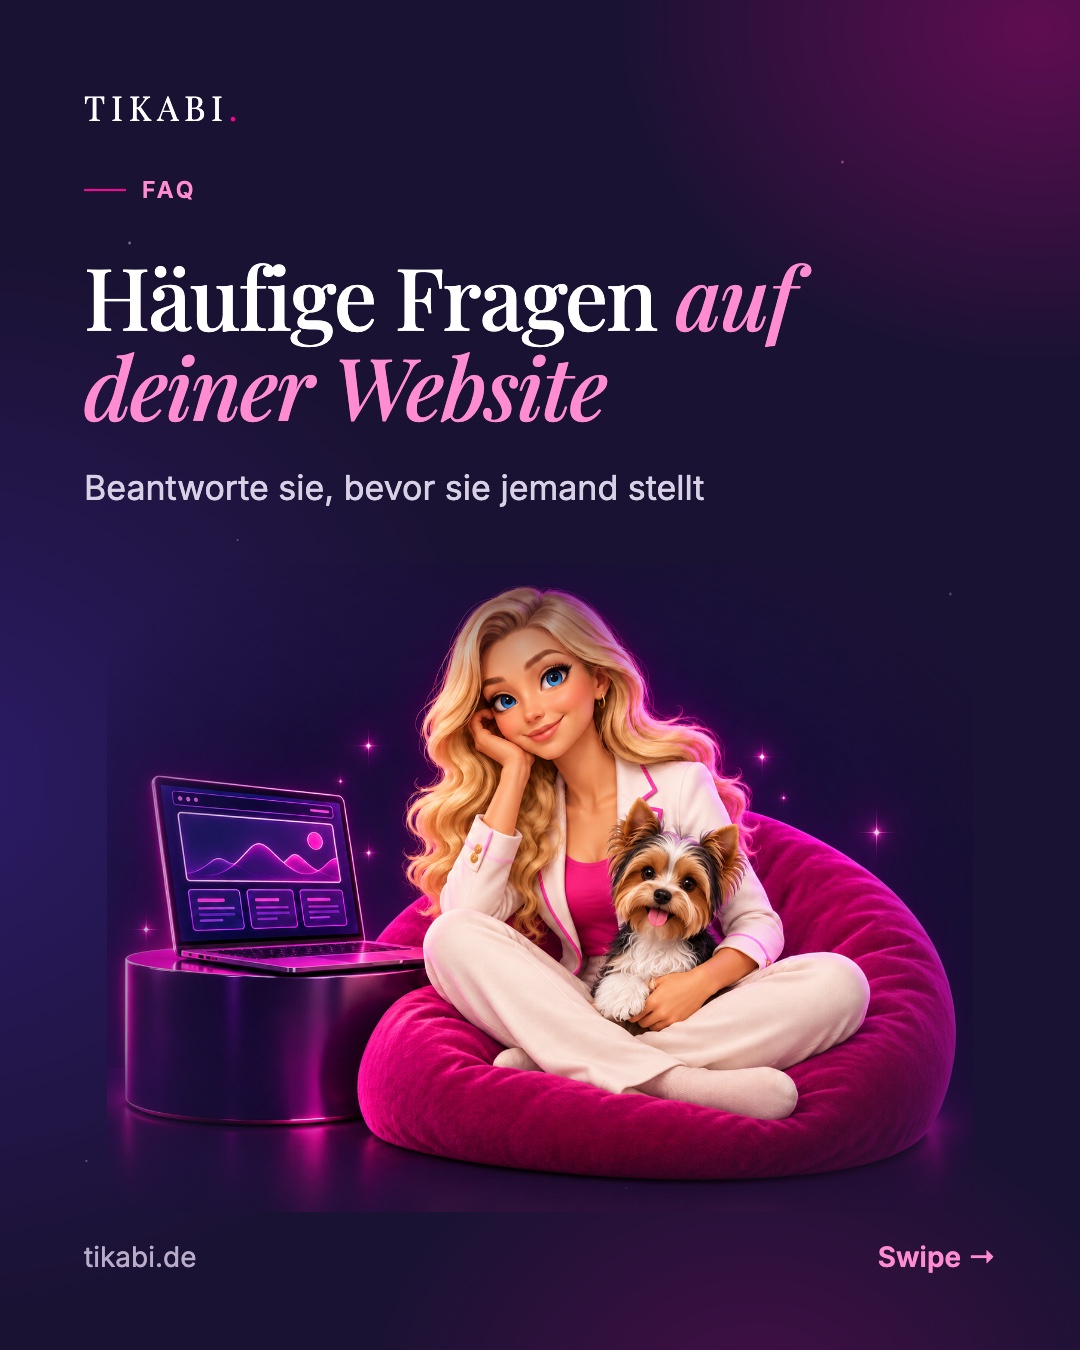 TIKABI.
FAQ
Häufige Fragen auf
deiner Website
Beantworte sie, bevor sie jemand stellt
tikabi.de
Swipe →